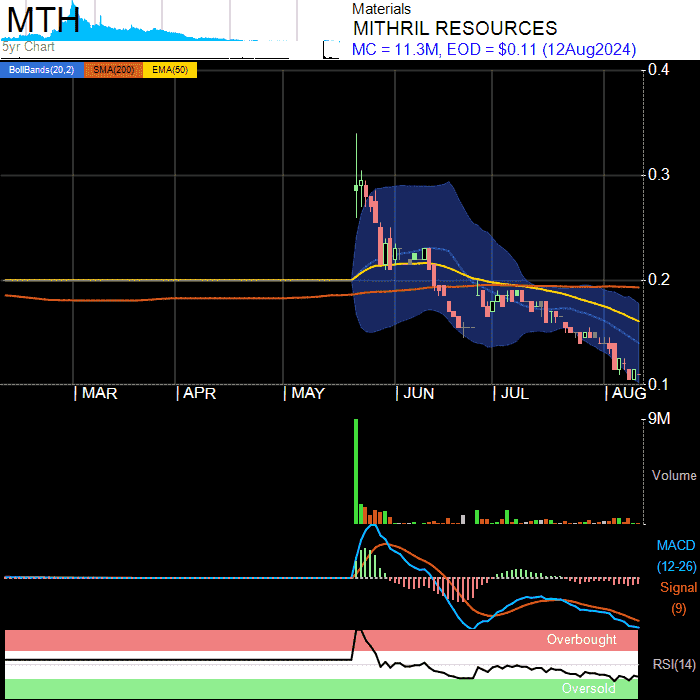 MTH
5yr Chart
Materials
MITHRIL RESOURCES
MC = 11.3M, EOD = $0.11 (12Aug2024)
BollBands(20,2) SMA(200) EMA(50)
0.4
0.3
0.2
0.1
MAR APR MAY JUN JUL AUG
9M
Volume
MACD
(12-26)
Signal
(9)
Overbought
RSI(14)
Oversold